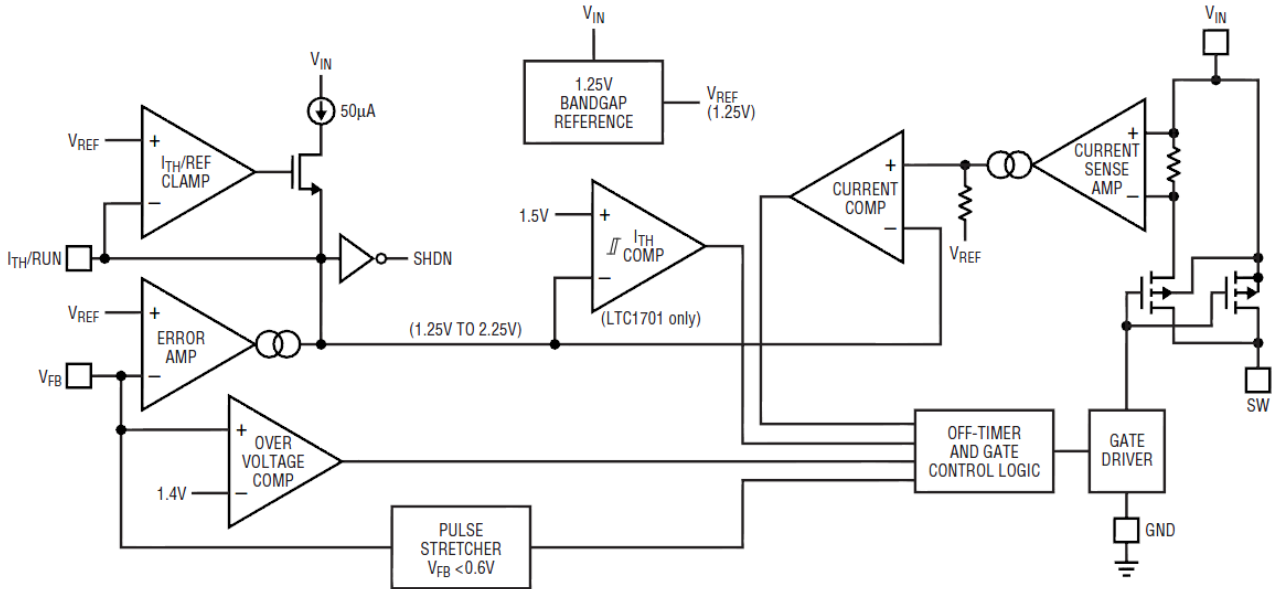 VIN
50µA
VREF
+
ITH/REF
CLAMP
−
ITH/RUN
SHDN
VREF
+
ERROR
AMP
−
VFB
+
OVER
VOLTAGE
COMP
1.4V
−
PULSE
STRETCHER
VFB <0.6V
VIN
1.25V
BANDGAP
REFERENCE
VREF
(1.25V)
1.5V
+
ITH
COMP
−
(LTC1701 only)
(1.25V TO 2.25V)
+
CURRENT
COMP
−
VREF
VIN
+
CURRENT
SENSE
AMP
−
SW
OFF-TIMER
AND GATE
CONTROL LOGIC
GATE
DRIVER
GND